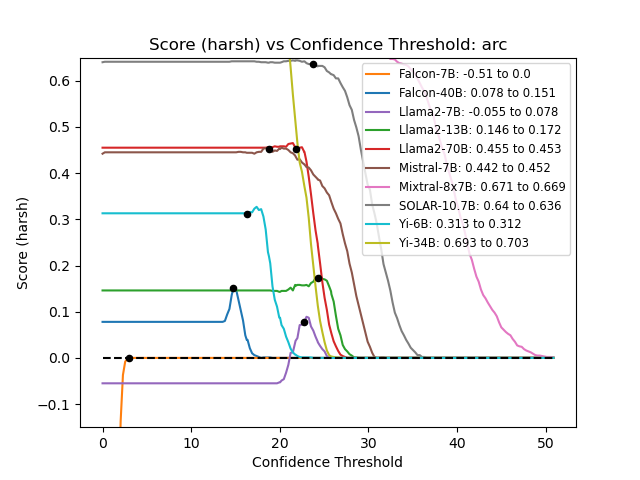 Score (harsh) vs Confidence Threshold: arc
Score (harsh)
0.6
0.5
0.4
0.3
0.2
0.1
0.0
−0.1
Falcon-7B: -0.51 to 0.0
Falcon-40B: 0.078 to 0.151
Llama2-7B: -0.055 to 0.078
Llama2-13B: 0.146 to 0.172
Llama2-70B: 0.455 to 0.453
Mistral-7B: 0.442 to 0.452
Mixtral-8x7B: 0.671 to 0.669
SOLAR-10.7B: 0.64 to 0.636
Yi-6B: 0.313 to 0.312
Yi-34B: 0.693 to 0.703
0 10 20 30 40 50
Confidence Threshold